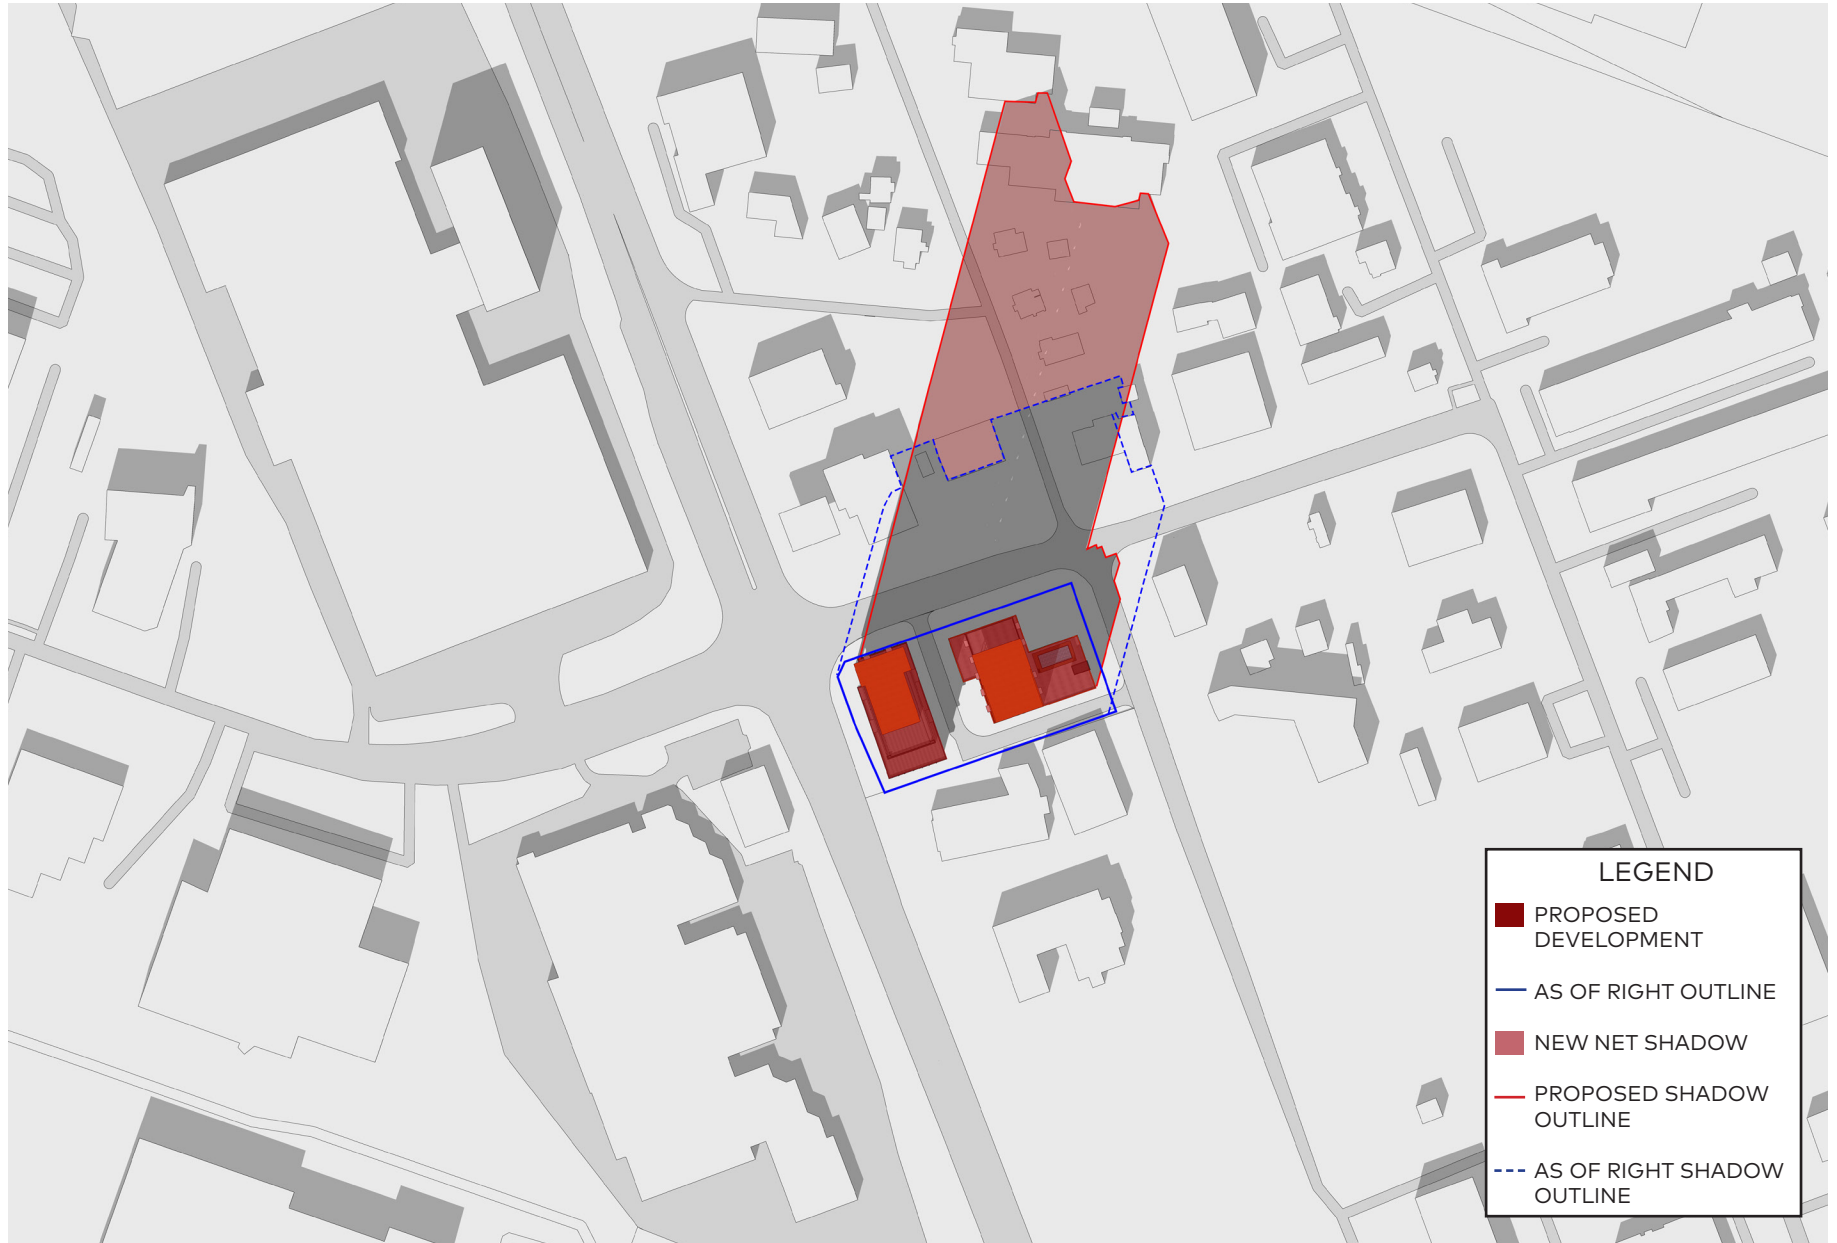 LEGEND
PROPOSED
DEVELOPMENT
AS OF RIGHT OUTLINE
NEW NET SHADOW
PROPOSED SHADOW
OUTLINE
AS OF RIGHT SHADOW
OUTLINE